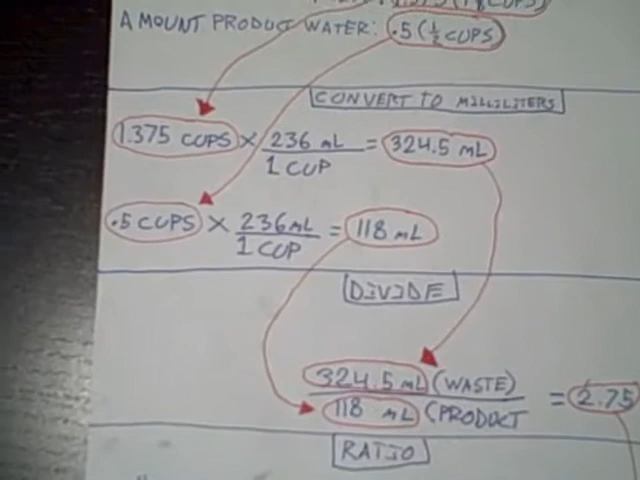 AMOUNT PRODUCT WATER: .5 (½ CUPS)
CONVERT TO MILLILITERS
1.375 CUPS × 236 mL / 1 CUP = 324.5 mL
.5 CUPS × 236 mL / 1 CUP = 118 mL
DIVIDE
324.5 mL (WASTE) / 118 mL (PRODUCT = 2.75
RATIO